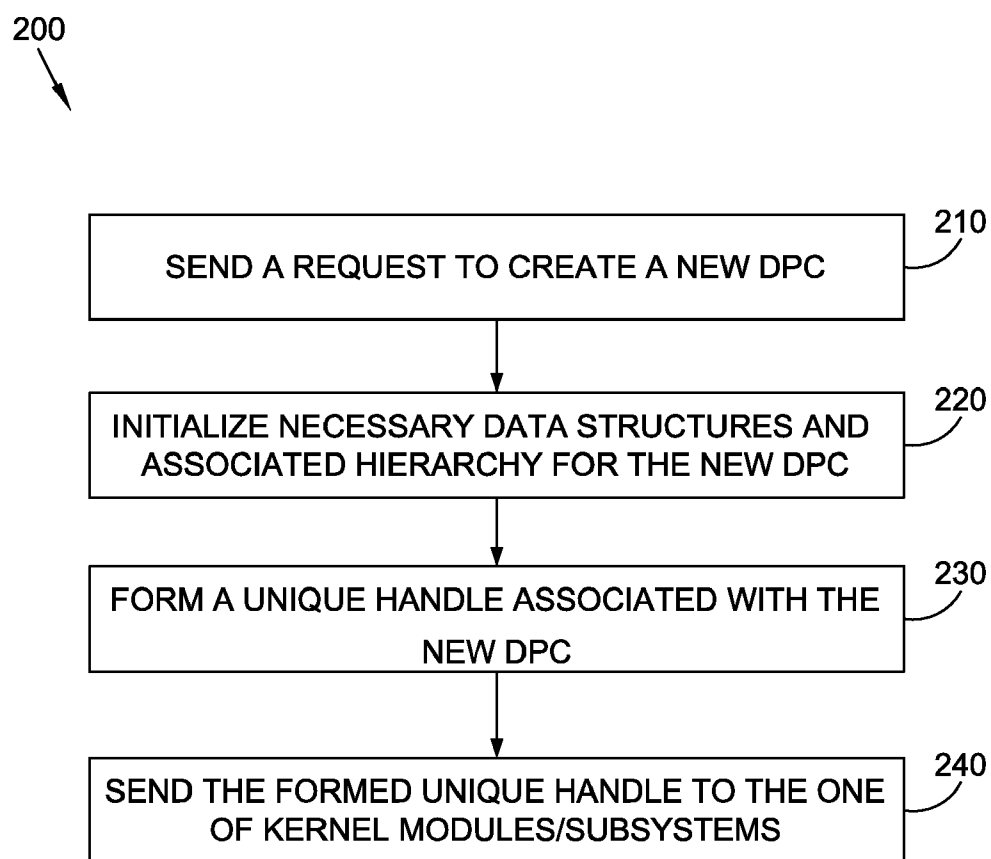 200
210
SEND A REQUEST TO CREATE A NEW DPC
220
INITIALIZE NECESSARY DATA STRUCTURES AND
ASSOCIATED HIERARCHY FOR THE NEW DPC
230
FORM A UNIQUE HANDLE ASSOCIATED WITH THE
NEW DPC
240
SEND THE FORMED UNIQUE HANDLE TO THE ONE
OF KERNEL MODULES/SUBSYSTEMS